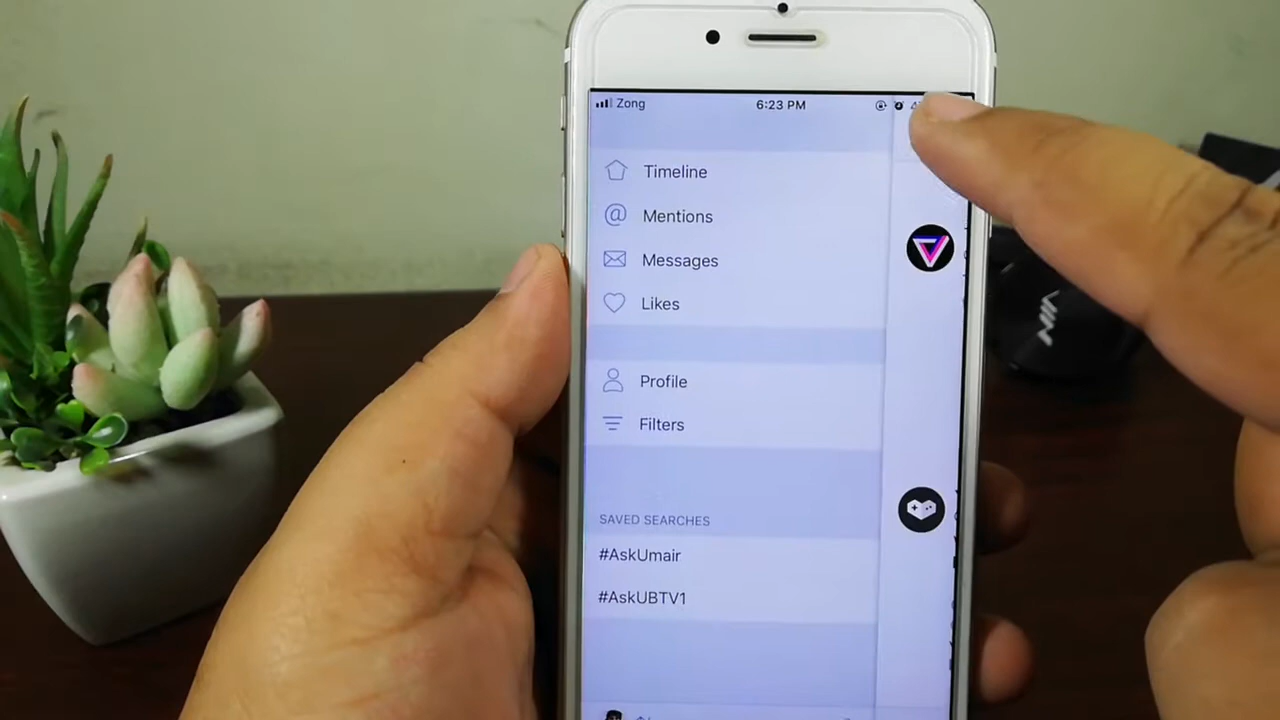 Zong 6:23 PM
Timeline
Mentions
Messages
Likes
Profile
Filters
SAVED SEARCHES
#AskUmair
#AskUBTV1